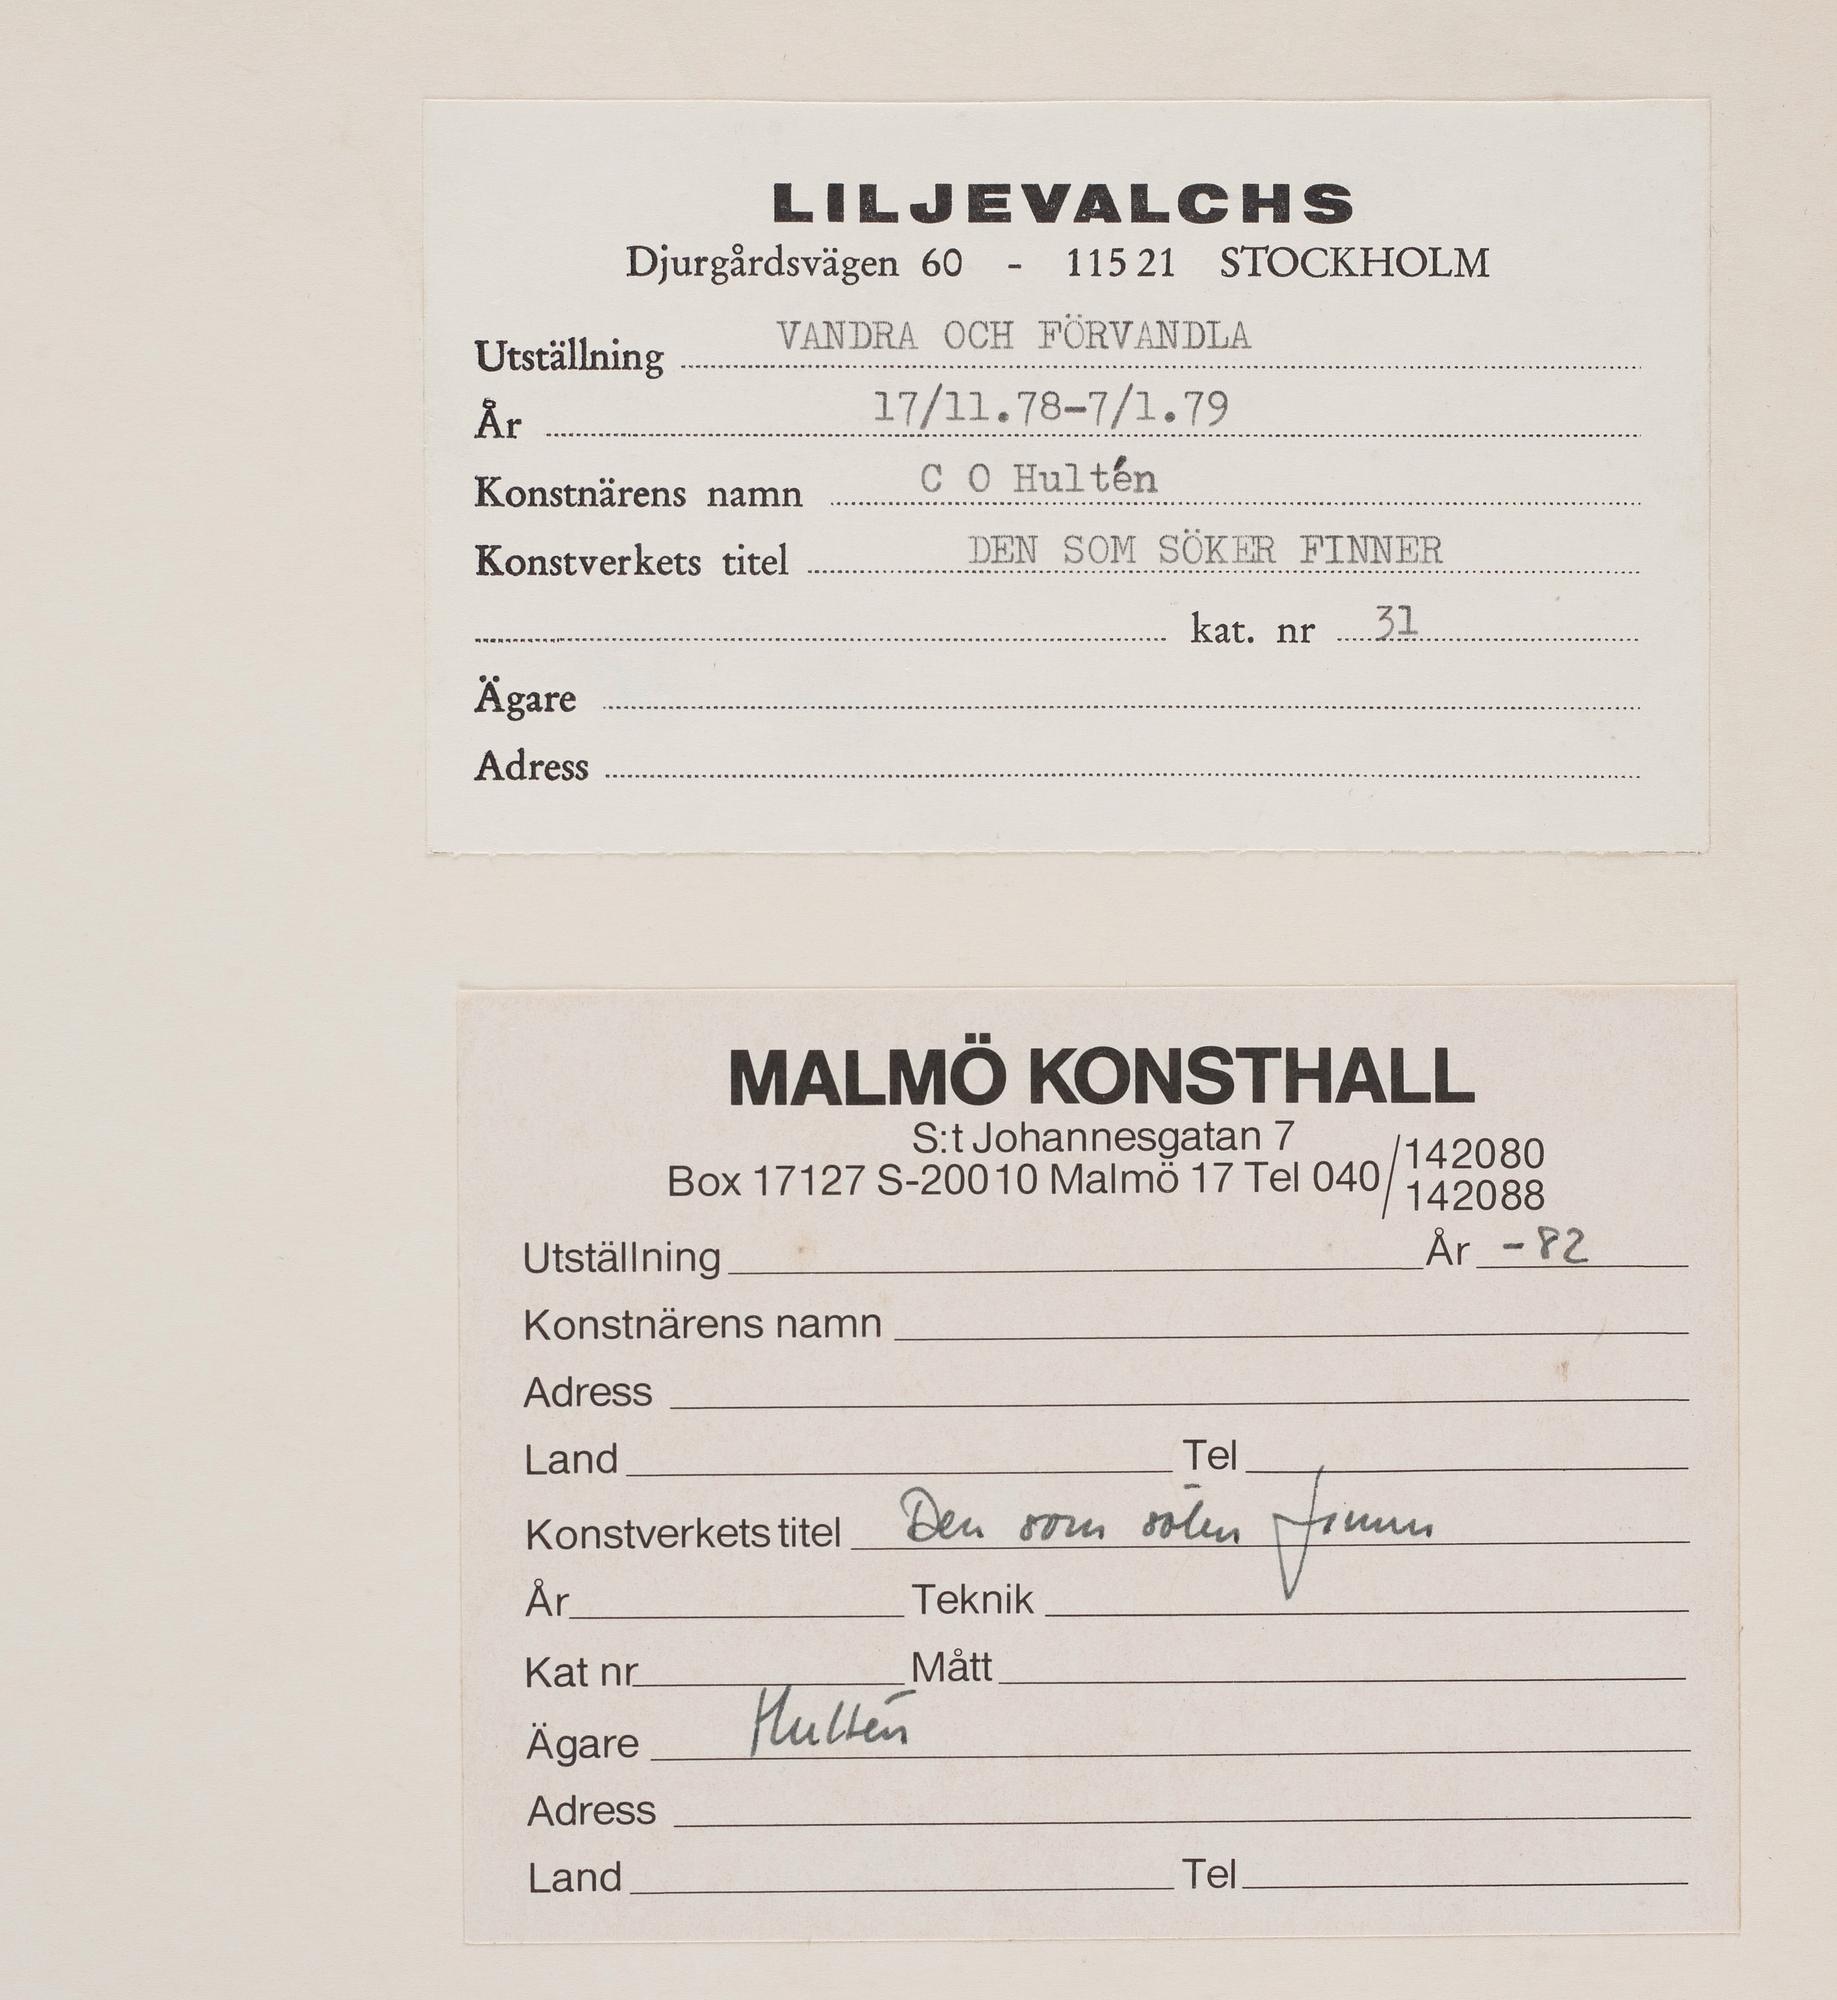 LILJEVALCHS
Djurgårdsvägen 60 - 115 21 STOCKHOLM
Utställning VANDRA OCH FÖRVANDLA
År 17/11.78-7/1.79
Konstnärens namn C O Hultén
Konstverkets titel DEN SOM SÖKER FINNER
kat. nr 31
Ägare
Adress
MALMÖ KONSTHALL
S:t Johannesgatan 7
Box 17127 S-200 10 Malmö 17 Tel 040/142080
142088
Utställning År -82
Konstnärens namn
Adress
Land Tel
Konstverkets titel Den som söker finner
År Teknik
Kat nr Mått
Ägare Hultén
Adress
Land Tel